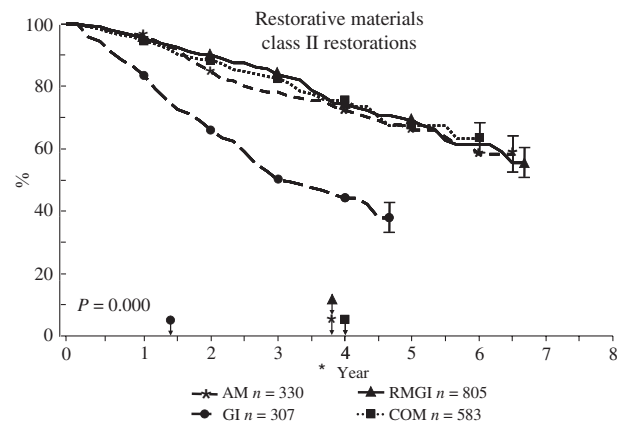 Restorative materials
class II restorations
100
80
60
40
20
0
%
P = 0.000
0 1 2 3 4 5 6 7 8
* Year
AM n = 330
RMGI n = 805
GI n = 307
COM n = 583